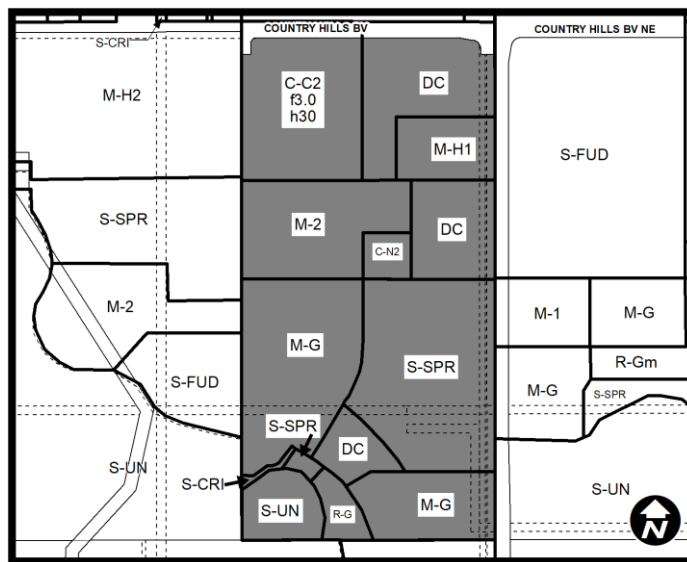 COUNTRY HILLS BV
COUNTRY HILLS BV NE
S-CRI
C-C2
f3.0
h30
DC
M-H2
M-H1
S-FUD
S-SPR
M-2
DC
C-N2
M-2
M-G
S-SPR
M-1
M-G
S-FUD
R-Gm
M-G
S-SPR
S-SPR
DC
S-UN
S-CRI
S-UN
R-G
M-G
S-UN
N